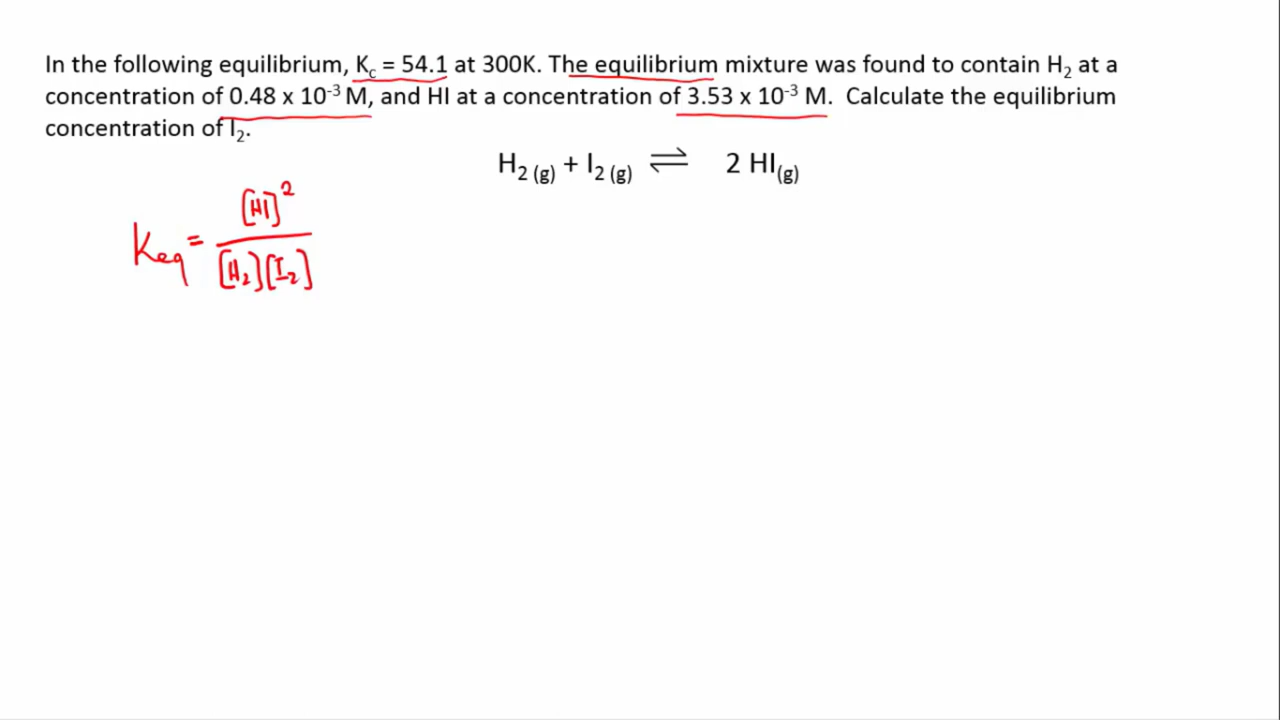 In the following equilibrium, Kc = 54.1 at 300K. The equilibrium mixture was found to contain H₂ at a
concentration of 0.48 x 10⁻³ M, and HI at a concentration of 3.53 x 10⁻³ M. Calculate the equilibrium
concentration of I₂.
H₂ (g) + I₂ (g) ⇌ 2 HI(g)
Keq = [HI]² / [H₂][I₂]